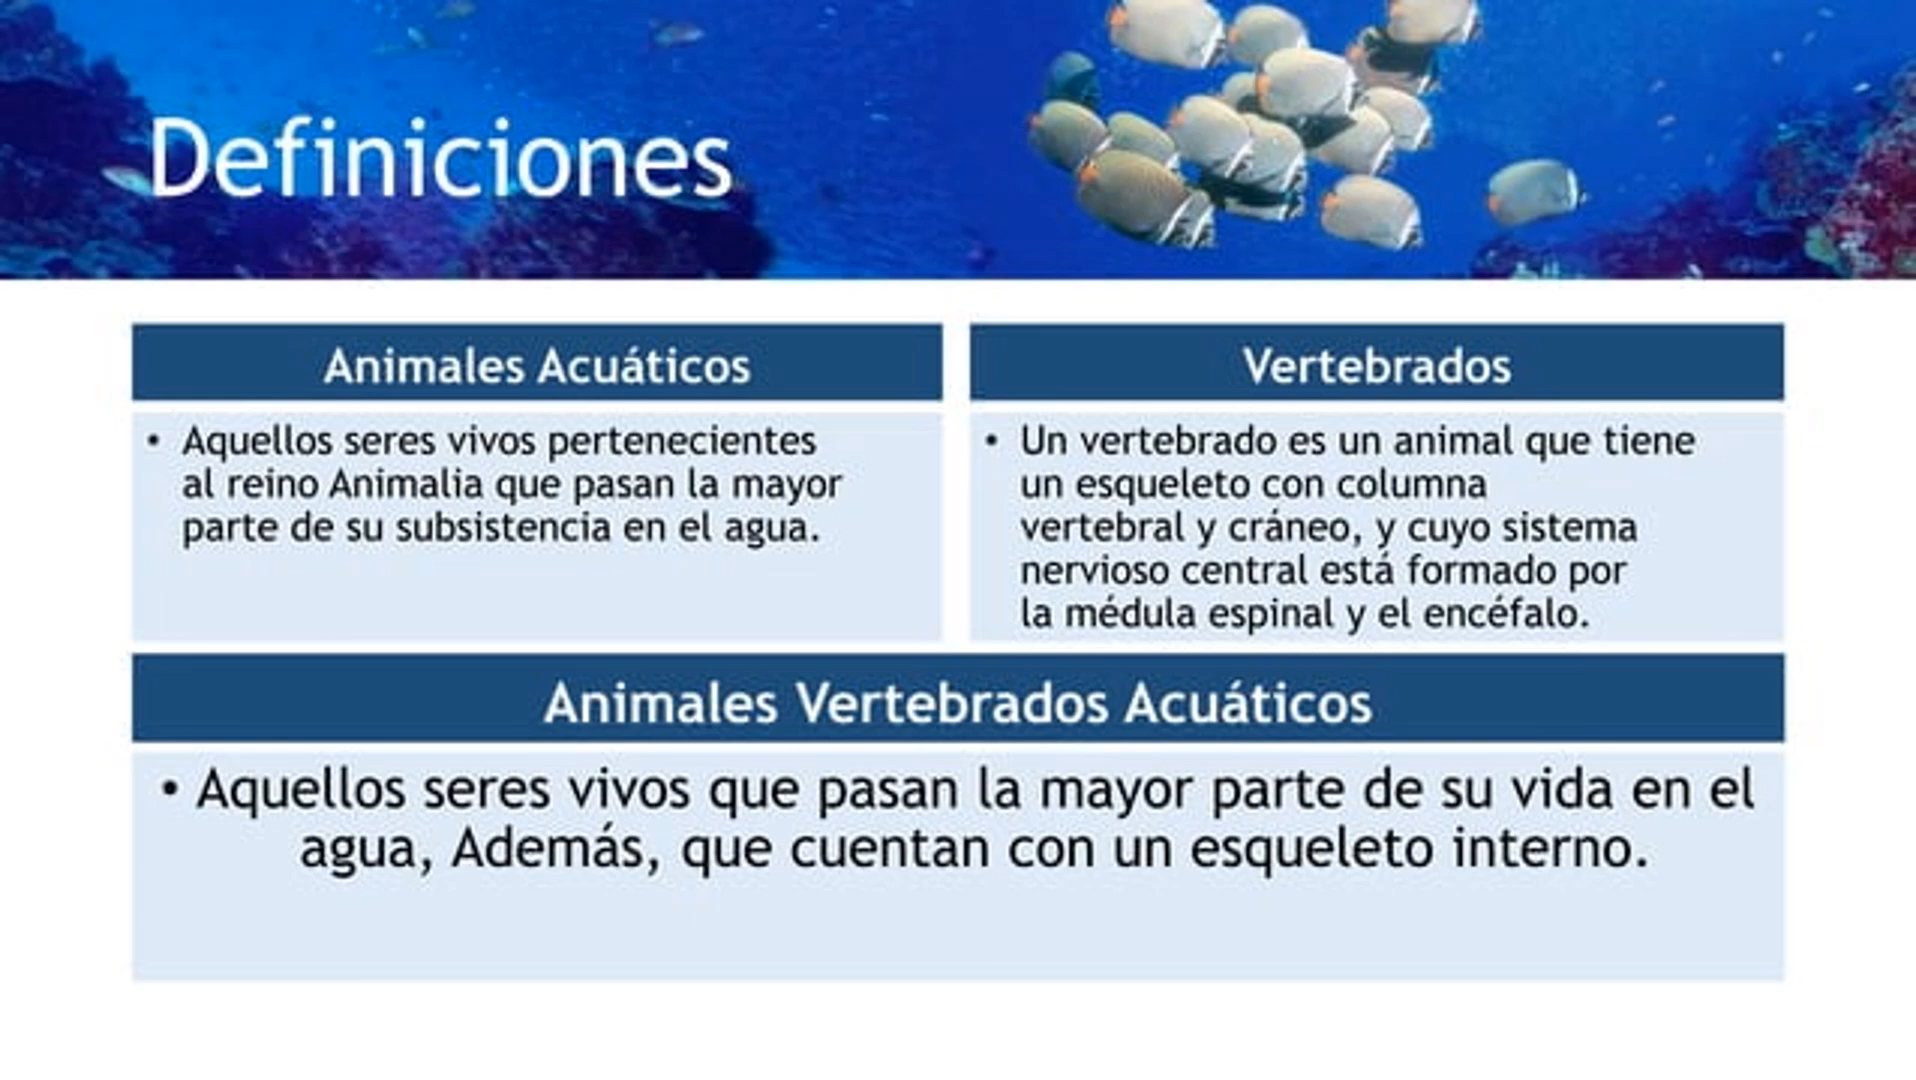 Definiciones
Animales Acuáticos
• Aquellos seres vivos pertenecientes
al reino Animalia que pasan la mayor
parte de su subsistencia en el agua.
Vertebrados
• Un vertebrado es un animal que tiene
un esqueleto con columna
vertebral y cráneo, y cuyo sistema
nervioso central está formado por
la médula espinal y el encéfalo.
Animales Vertebrados Acuáticos
• Aquellos seres vivos que pasan la mayor parte de su vida en el
agua, Además, que cuentan con un esqueleto interno.